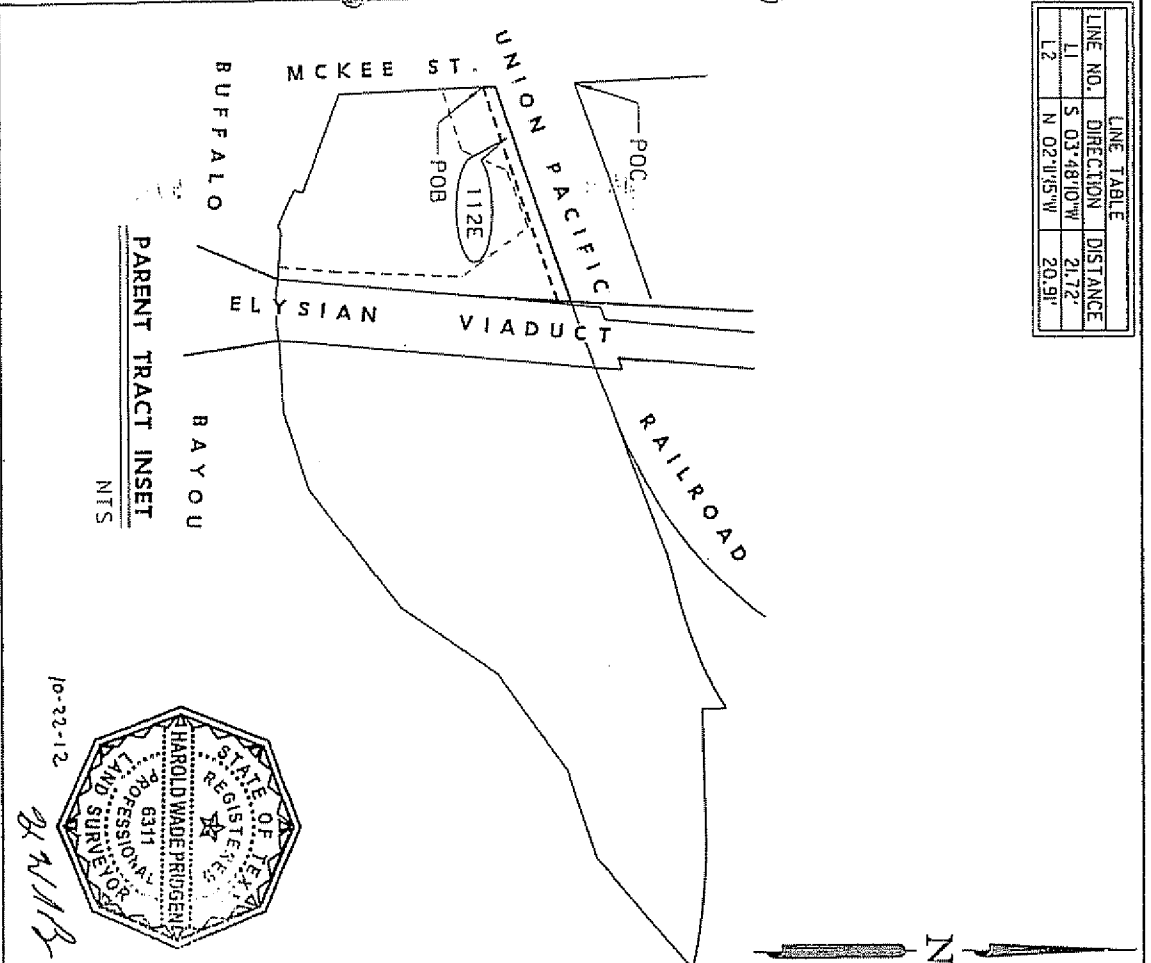 LINE TABLE
LINE NO. DIRECTION DISTANCE
L1 S 03°48'10"W 21.72'
L2 N 02°11'15"W 20.91'
POC
UNION PACIFIC
RAILROAD
MCKEE ST.
112E
POB
ELYSIAN VIADUCT
BUFFALO
BAYOU
PARENT TRACT INSET
NTS
N
10-22-12
STATE OF TEXAS
REGISTERED
HAROLD WADE PRIDGEN
6311
PROFESSIONAL
LAND SURVEYOR